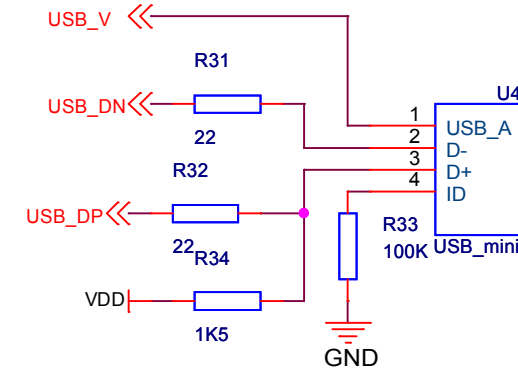 USB_V
R31
U4
1
USB_A
USB_DN
2
D-
22
3
D+
R32
4
ID
USB_DP
R33
22
R34
100K
USB_mini
VDD
1K5
GND